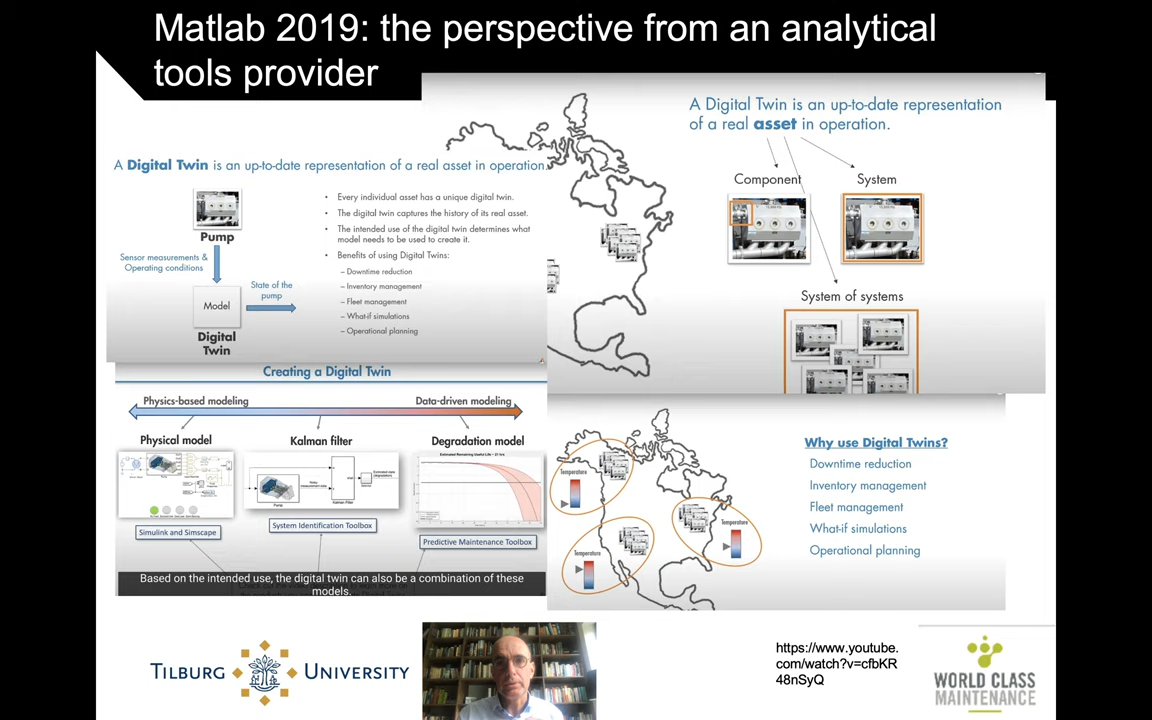 Matlab 2019: the perspective from an analytical
tools provider
A Digital Twin is an up-to-date representation of a real asset in operation.
Pump
Sensor measurements &
Operating conditions
Model
State of the
pump
Digital
Twin
• Every individual asset has a unique digital twin.
• The digital twin captures the history of its real asset.
• The intended use of the digital twin determines what
model needs to be used to create it.
• Benefits of using Digital Twins:
– Downtime reduction
– Inventory management
– Fleet management
– What-if simulations
– Operational planning
A Digital Twin is an up-to-date representation
of a real asset in operation.
Component
System
System of systems
Creating a Digital Twin
Physics-based modeling
Data-driven modeling
Physical model
Kalman filter
Degradation model
Estimated Remaining Useful Life ~ 21 hrs
Simulink and Simscape
System Identification Toolbox
Predictive Maintenance Toolbox
Based on the intended use, the digital twin can also be a combination of these
models.
Temperature
Temperature
Temperature
Why use Digital Twins?
Downtime reduction
Inventory management
Fleet management
What-if simulations
Operational planning
TILBURG UNIVERSITY
https://www.youtube.
com/watch?v=cfbKR
48nSyQ
WORLD CLASS
MAINTENANCE